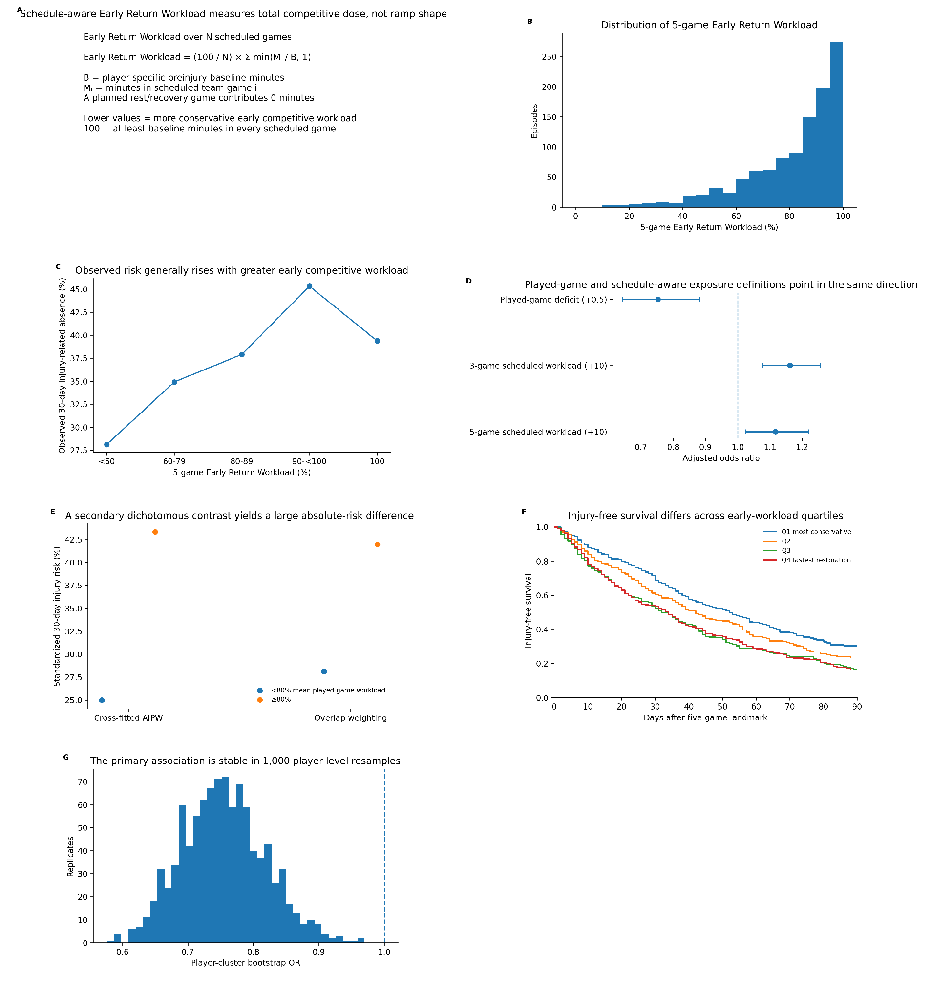 A
Schedule-aware Early Return Workload measures total competitive dose, not ramp shape
Early Return Workload over N scheduled games
Early Return Workload = (100 / N) × Σ min(M / B, 1)
B = player-specific preinjury baseline minutes
Mᵢ = minutes in scheduled team game i
A planned rest/recovery game contributes 0 minutes
Lower values = more conservative early competitive workload
100 = at least baseline minutes in every scheduled game
B
Distribution of 5-game Early Return Workload
Episodes
250
200
150
100
50
0
0 20 40 60 80 100
5-game Early Return Workload (%)
C
Observed risk generally rises with greater early competitive workload
Observed 30-day injury-related absence (%)
45.0
42.5
40.0
37.5
35.0
32.5
30.0
27.5
<60 60-79 80-89 90-<100 100
5-game Early Return Workload (%)
D
Played-game and schedule-aware exposure definitions point in the same direction
Played-game deficit (+0.5)
3-game scheduled workload (+10)
5-game scheduled workload (+10)
0.7 0.8 0.9 1.0 1.1 1.2
Adjusted odds ratio
E
A secondary dichotomous contrast yields a large absolute-risk difference
Standardized 30-day injury risk (%)
42.5
40.0
37.5
35.0
32.5
30.0
27.5
25.0
<80% mean played-game workload
≥80%
Cross-fitted AIPW Overlap weighting
F
Injury-free survival differs across early-workload quartiles
Injury-free survival
1.0
0.8
0.6
0.4
0.2
0.0
Q1 most conservative
Q2
Q3
Q4 fastest restoration
0 10 20 30 40 50 60 70 80 90
Days after five-game landmark
G
The primary association is stable in 1,000 player-level resamples
Replicates
70
60
50
40
30
20
10
0
0.6 0.7 0.8 0.9 1.0
Player-cluster bootstrap OR